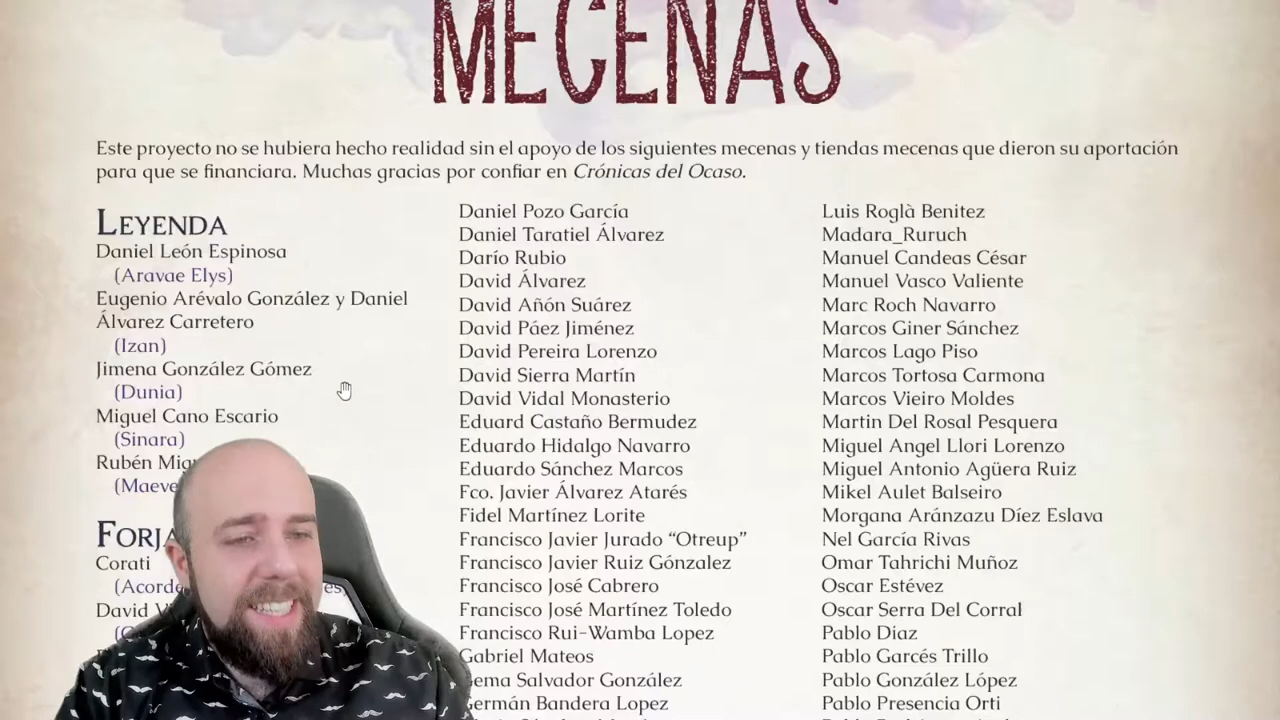 MECENAS
Este proyecto no se hubiera hecho realidad sin el apoyo de los siguientes mecenas y tiendas mecenas que dieron su aportación
para que se financiara. Muchas gracias por confiar en Crónicas del Ocaso.
LEYENDA
Daniel León Espinosa
(Aravae Elys)
Eugenio Arévalo González y Daniel
Álvarez Carretero
(Izan)
Jimena González Gómez
(Dunia)
Miguel Cano Escario
(Sinara)
Rubén
(Maeve
Corati
David
Daniel Pozo García
Daniel Taratiel Álvarez
Darío Rubio
David Álvarez
David Añón Suárez
David Páez Jiménez
David Pereira Lorenzo
David Sierra Martín
David Vidal Monasterio
Eduard Castaño Bermudez
Eduardo Hidalgo Navarro
Eduardo Sánchez Marcos
Fco. Javier Álvarez Atarés
Fidel Martínez Lorite
Francisco Javier Jurado “Otreup”
Francisco Javier Ruiz Gónzalez
Francisco José Cabrero
Francisco José Martínez Toledo
Francisco Rui-Wamba Lopez
Gabriel Mateos
Salvador González
Bandera Lopez
Luis Roglà Benitez
Madara_Ruruch
Manuel Candeas César
Manuel Vasco Valiente
Marc Roch Navarro
Marcos Giner Sánchez
Marcos Lago Piso
Marcos Tortosa Carmona
Marcos Vieiro Moldes
Martin Del Rosal Pesquera
Miguel Angel Llori Lorenzo
Miguel Antonio Agüera Ruiz
Mikel Aulet Balseiro
Morgana Aránzazu Díez Eslava
Nel García Rivas
Omar Tahrichi Muñoz
Oscar Estévez
Oscar Serra Del Corral
Pablo Díaz
Pablo Garcés Trillo
Pablo González López
Pablo Presencia Orti